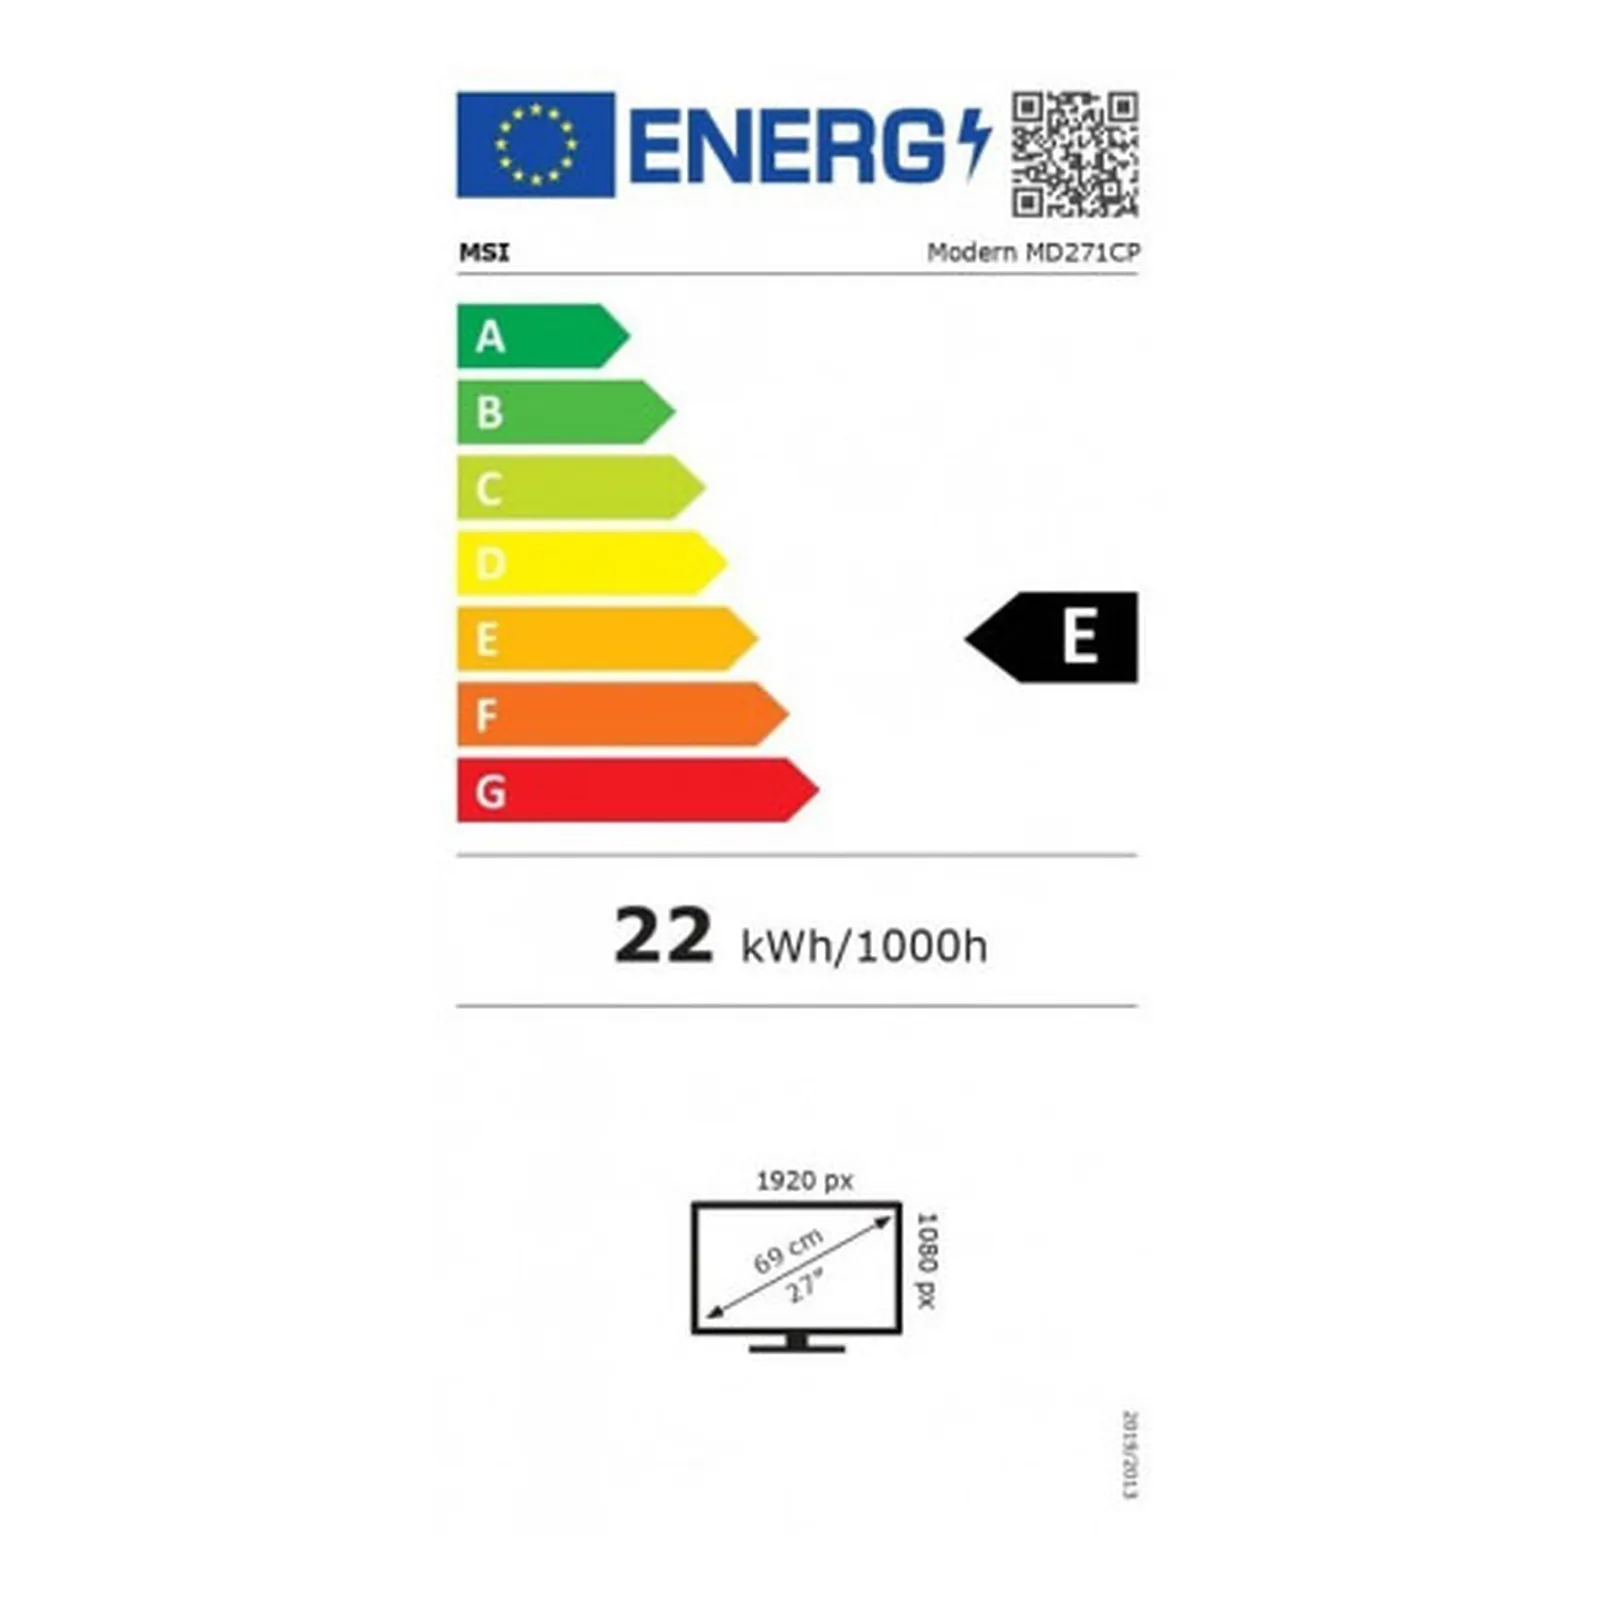 ENERG
MSI
Modern MD271CP
A
B
C
D
E
E
F
G
22 kWh/1000h
1920 px
1080 px
69 cm
27"
2019/2013